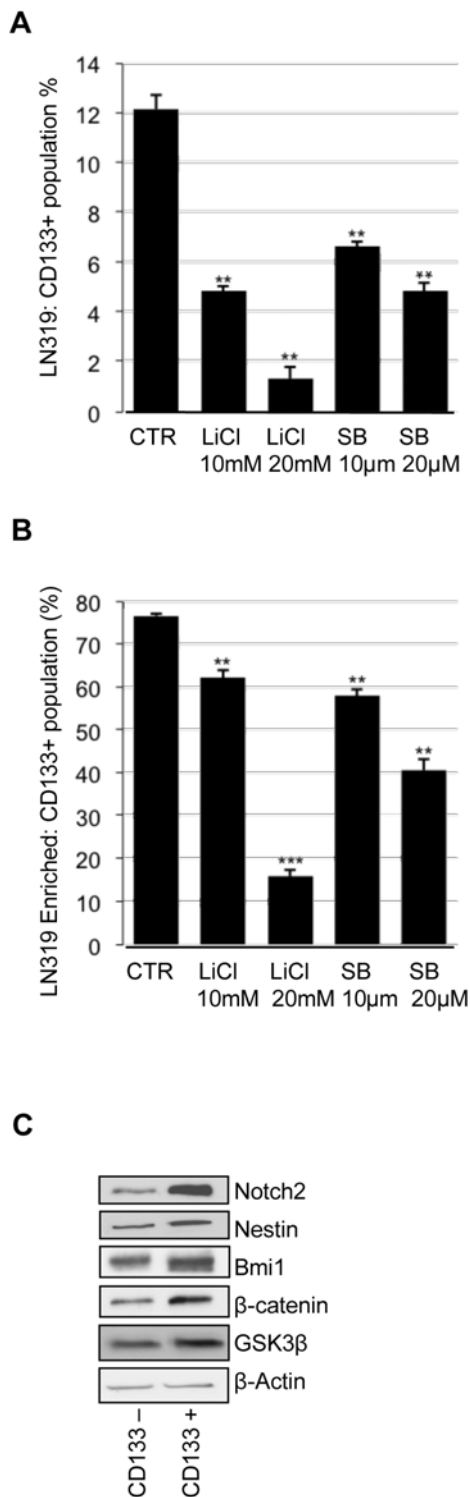 A
LN319: CD133+ population %
14
12
10
8
6
4
2
0
**
**
**
**
CTR LiCl LiCl SB SB
10mM 20mM 10µm 20µM
B
LN319 Enriched: CD133+ population (%)
80
70
60
50
40
30
20
10
0
**
***
**
**
CTR LiCl LiCl SB SB
10mM 20mM 10µm 20µM
C
Notch2
Nestin
Bmi1
β-catenin
GSK3β
β-Actin
CD133 –
CD133 +